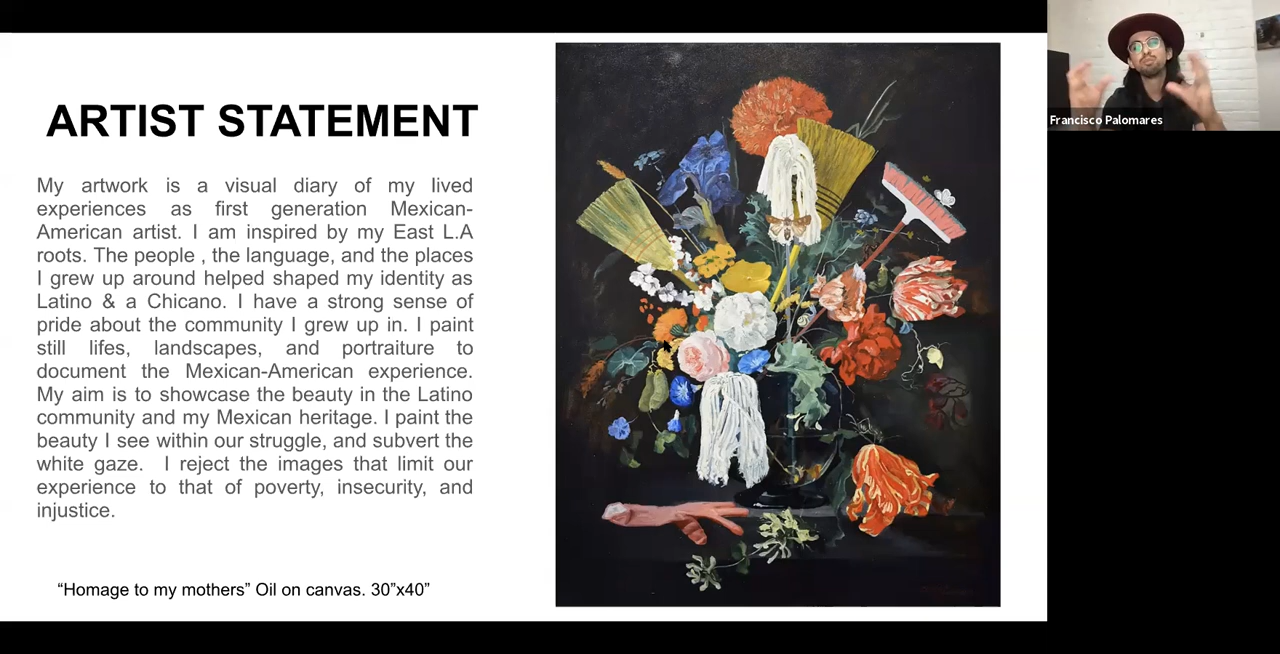 ARTIST STATEMENT
My artwork is a visual diary of my lived
experiences as first generation Mexican-
American artist. I am inspired by my East L.A
roots. The people , the language, and the places
I grew up around helped shaped my identity as
Latino & a Chicano. I have a strong sense of
pride about the community I grew up in. I paint
still lifes, landscapes, and portraiture to
document the Mexican-American experience.
My aim is to showcase the beauty in the Latino
community and my Mexican heritage. I paint the
beauty I see within our struggle, and subvert the
white gaze.  I reject the images that limit our
experience to that of poverty, insecurity, and
injustice.
“Homage to my mothers” Oil on canvas. 30”x40”
Francisco Palomares